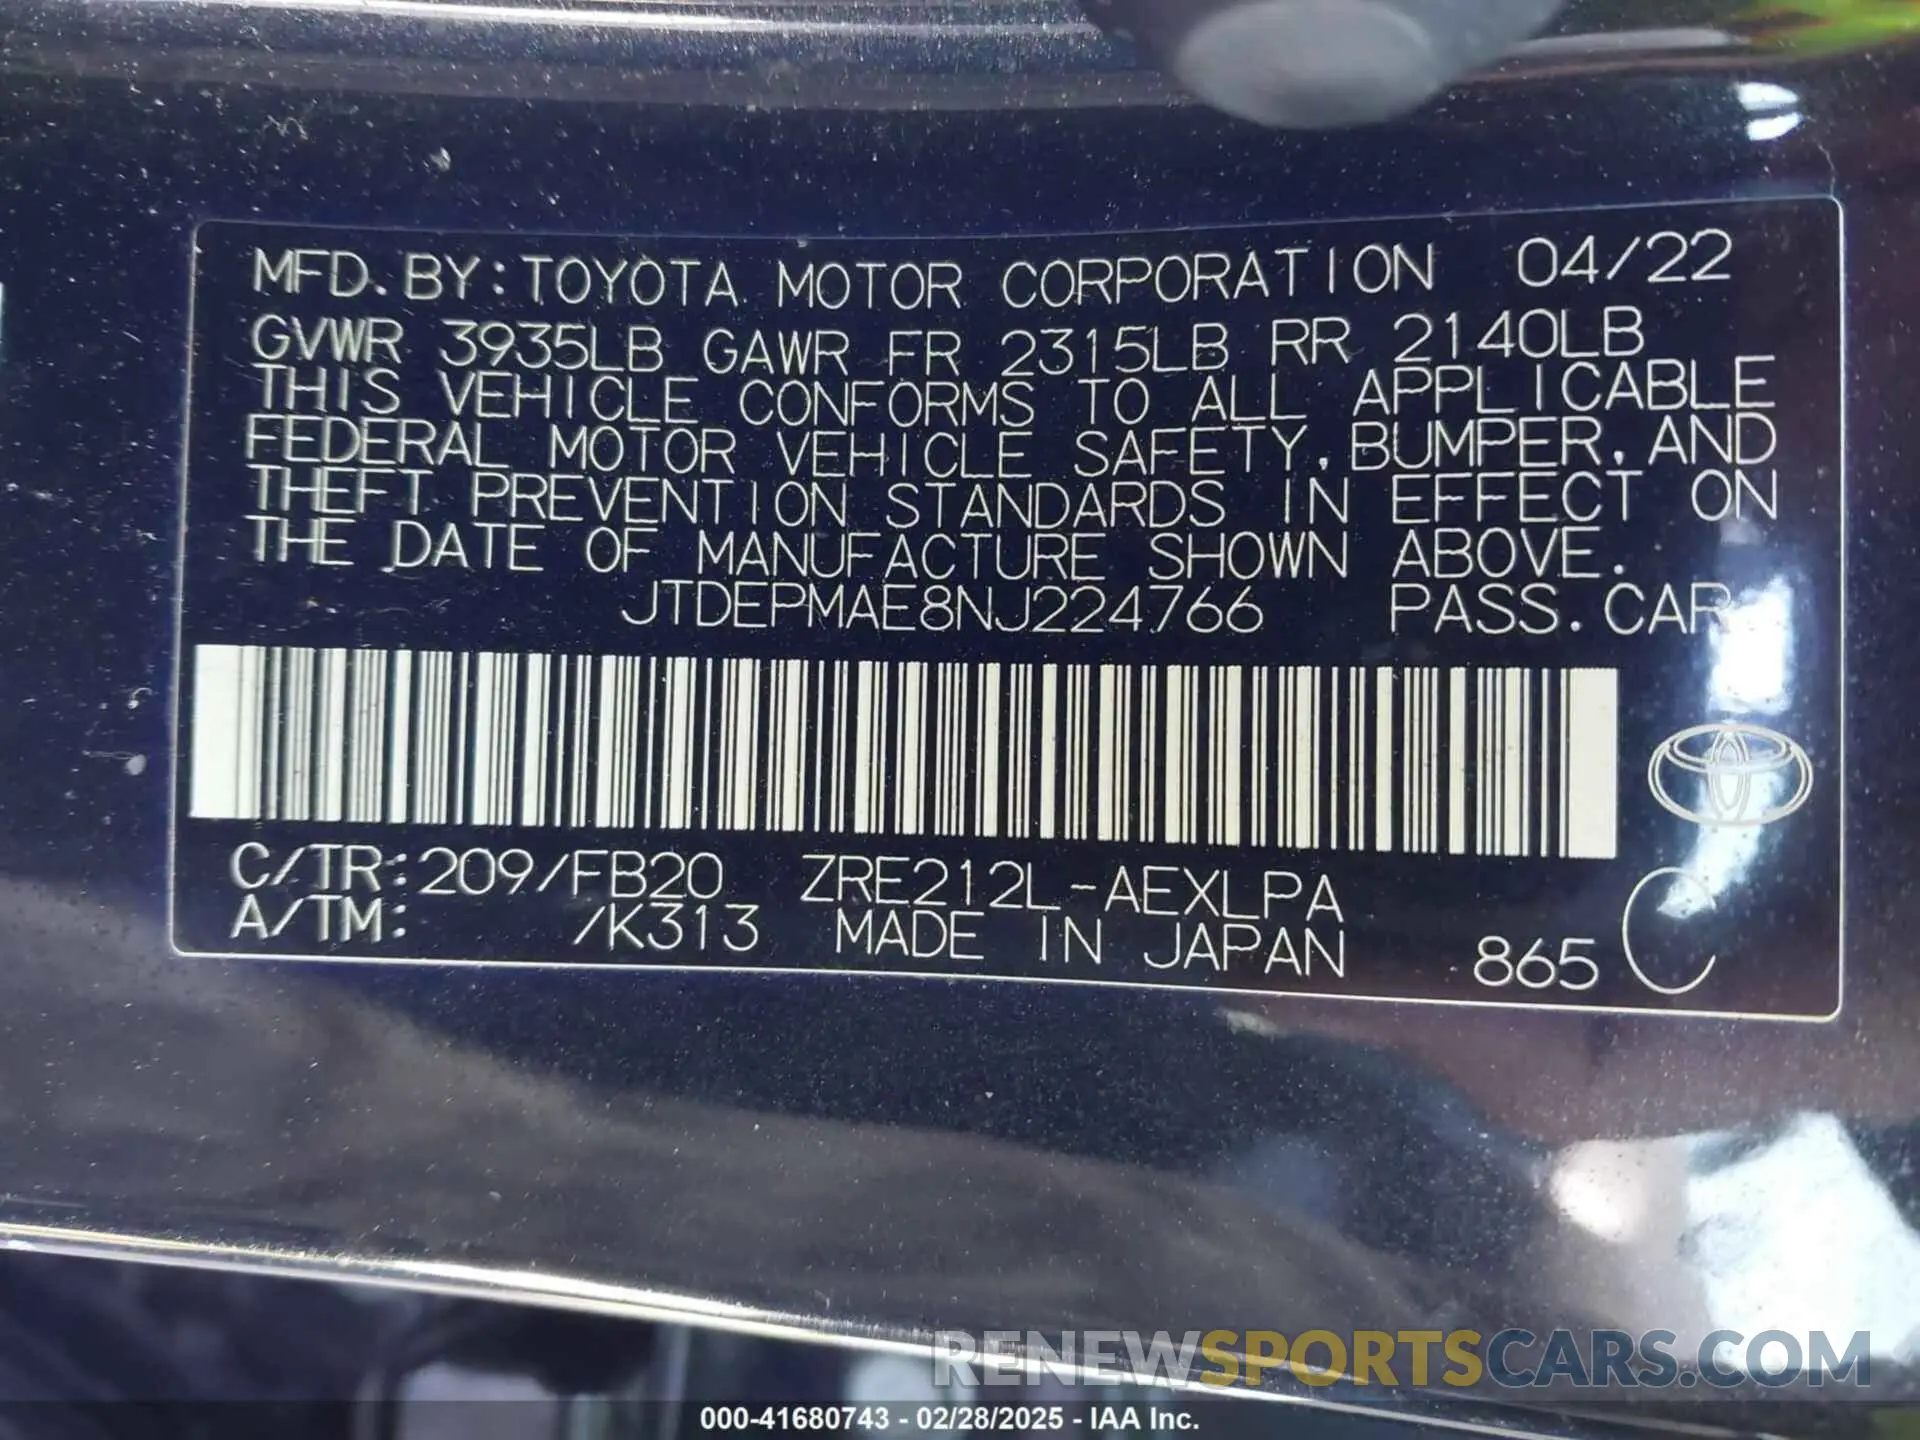 MFD. BY: TOYOTA MOTOR CORPORATION 04/22
GVWR 3935LB GAWR FR 2315LB RR 2140LB
THIS VEHICLE CONFORMS TO ALL APPLICABLE
FEDERAL MOTOR VEHICLE SAFETY, BUMPER, AND
THEFT PREVENTION STANDARDS IN EFFECT ON
THE DATE OF MANUFACTURE SHOWN ABOVE.
JTDEPMAE8NJ224766 PASS. CAR
C/TR: 209/FB20 ZRE212L-AEXLPA
A/TM: /K313 MADE IN JAPAN 865 C
RENEWSPORTSCARS.COM
000-41680743 - 02/28/2025 - IAA Inc.